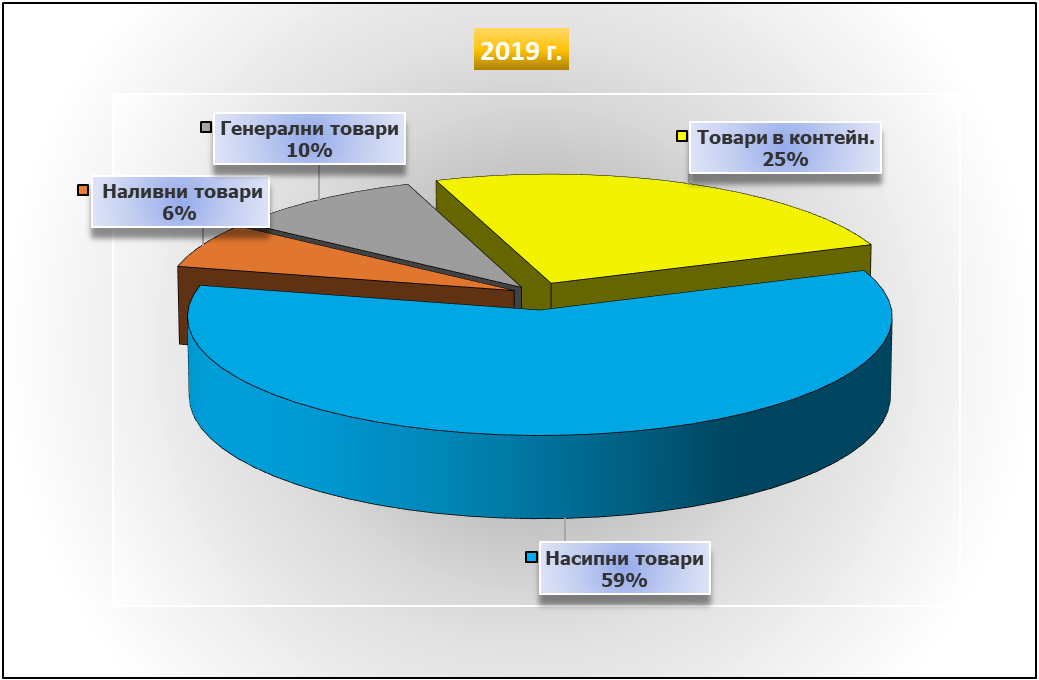 2019 г.
Генерални товари
10%
Товари в контейн.
25%
Наливни товари
6%
Насипни товари
59%